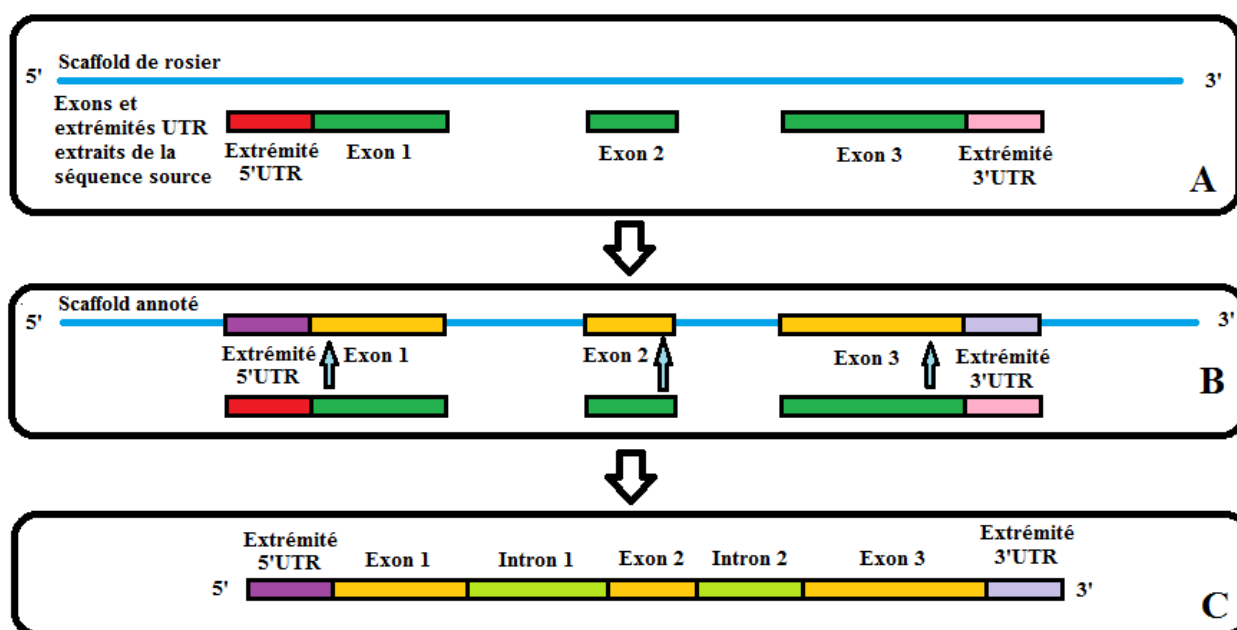 Scaffold de rosier
5' 3'
Exons et
extrémités UTR
extraits de la
séquence source
Extrémité
5'UTR
Exon 1
Exon 2
Exon 3
Extrémité
3'UTR
A
Scaffold annoté
5' 3'
Extrémité
5'UTR
Exon 1
Exon 2
Exon 3
Extrémité
3'UTR
B
Extrémité
5'UTR
Exon 1
Intron 1
Exon 2
Intron 2
Exon 3
Extrémité
3'UTR
5' 3'
C